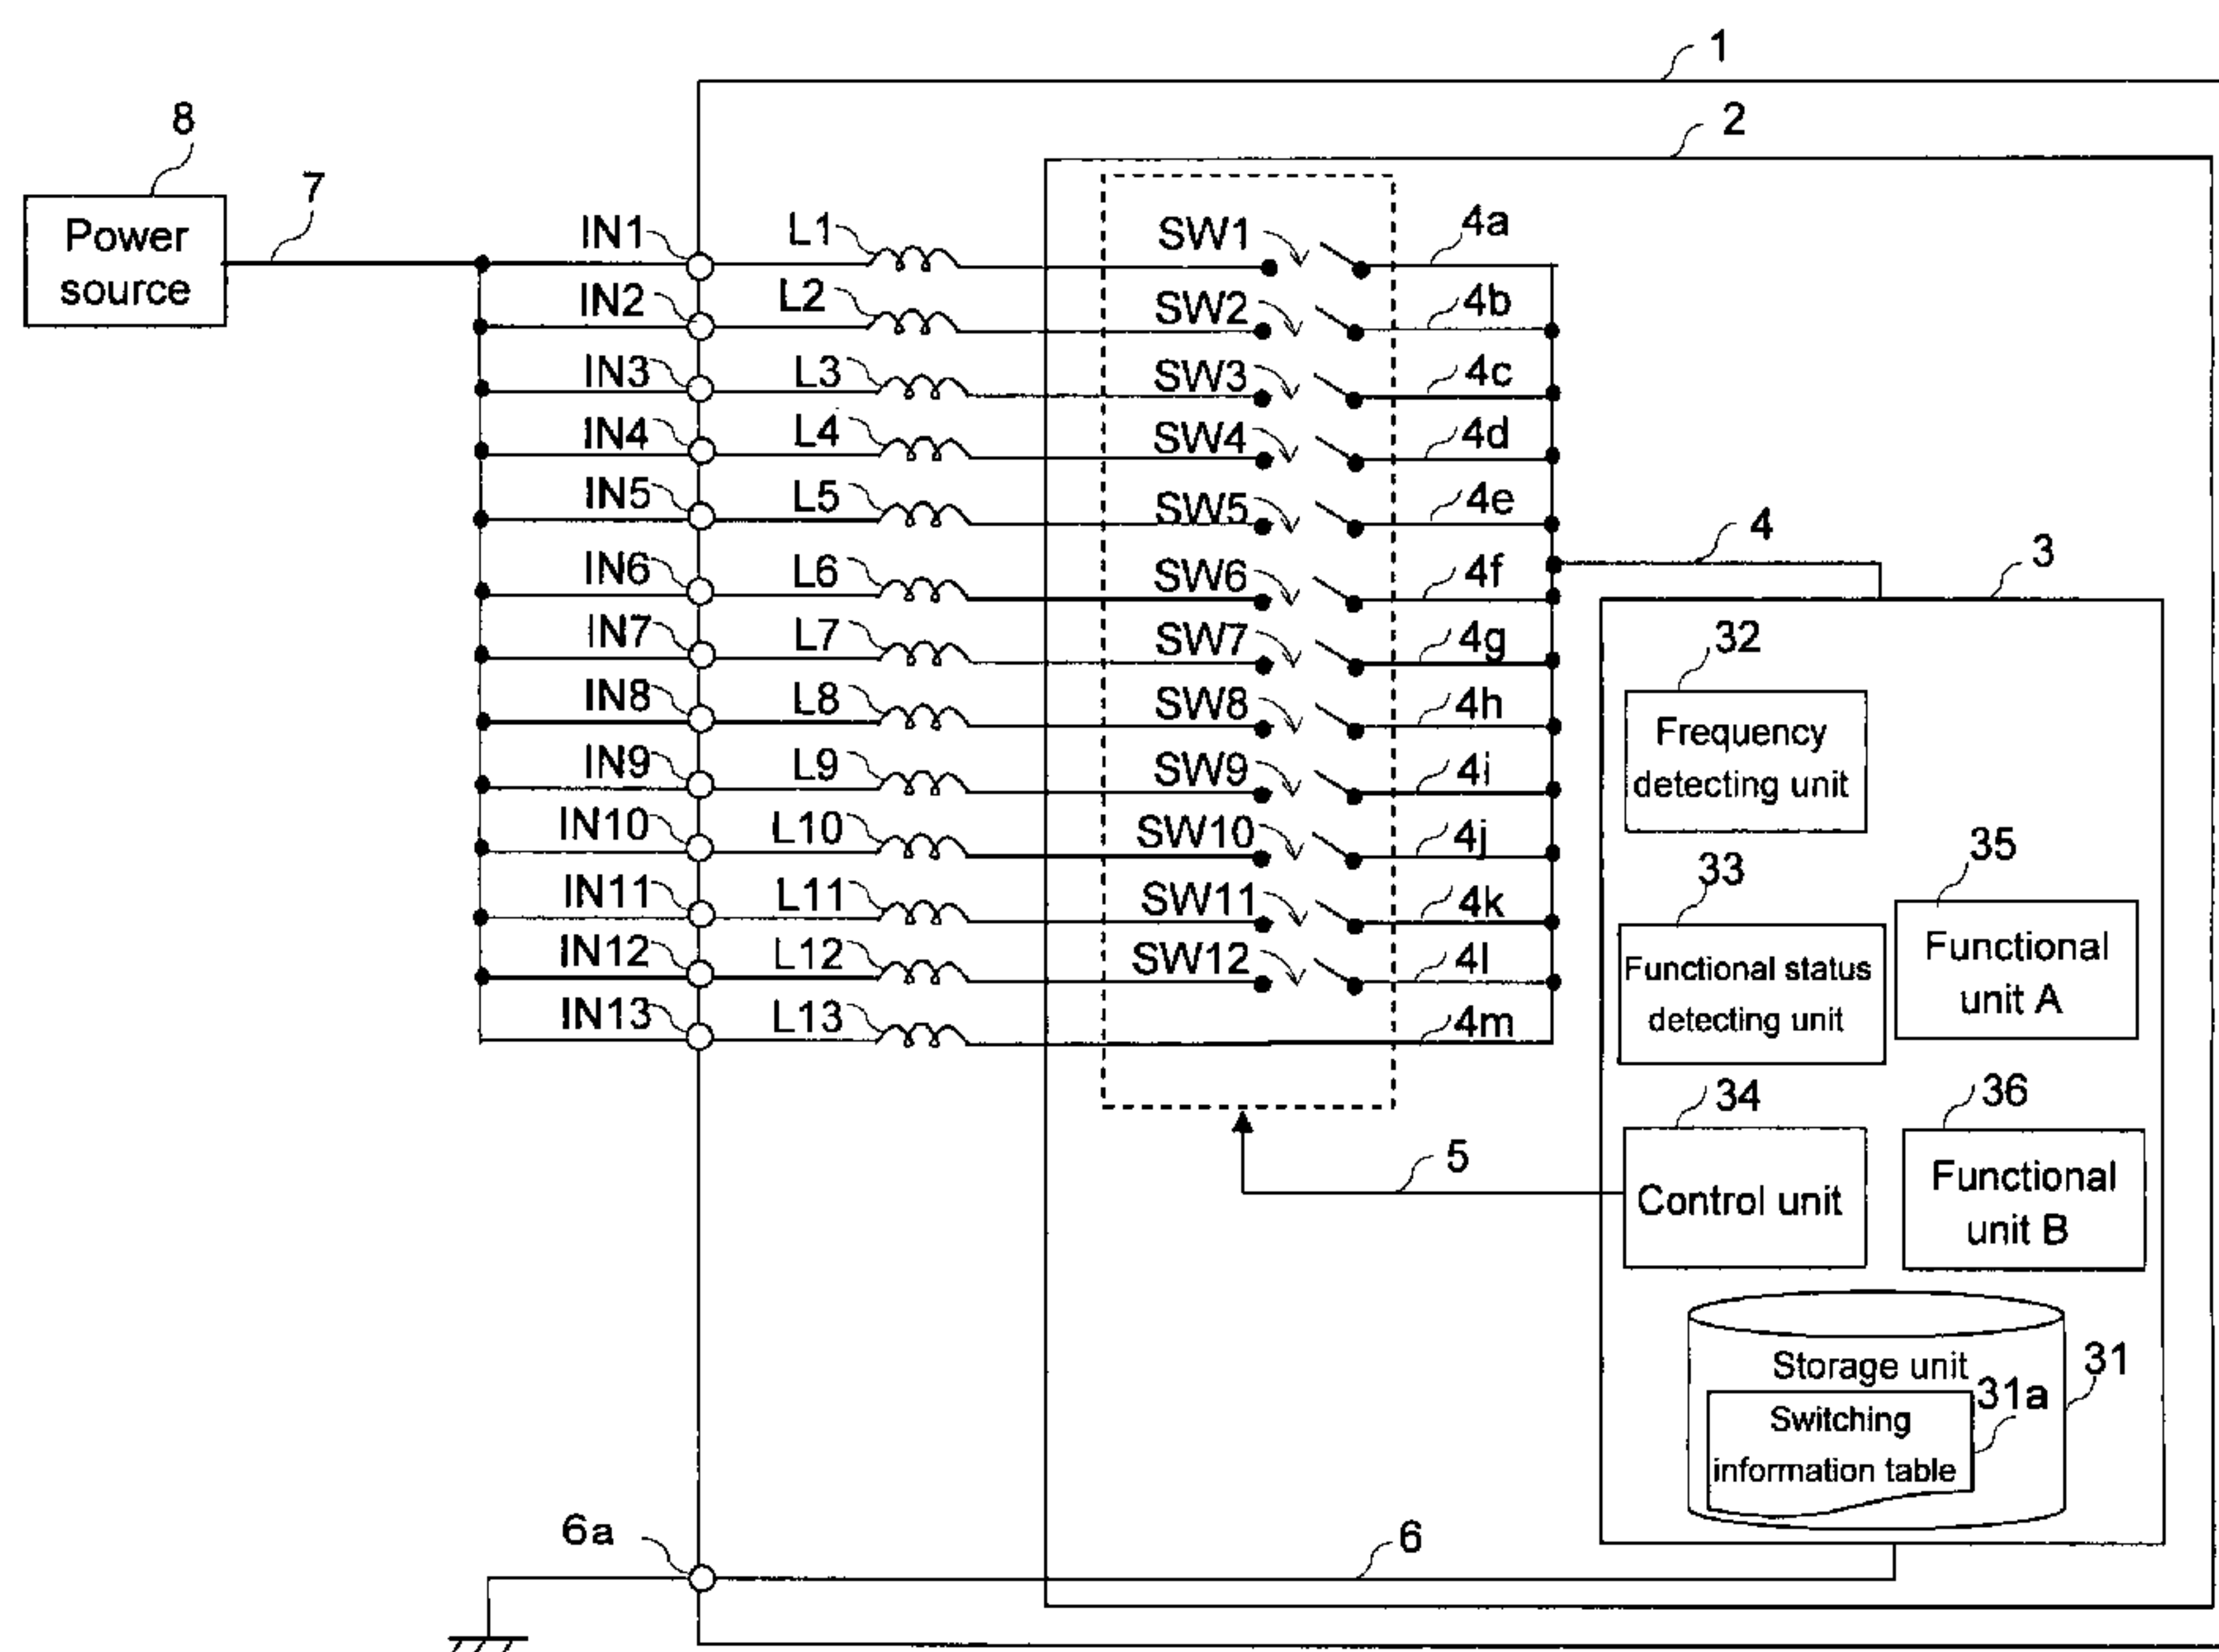 1
2
8
7
Power
source
IN1
L1
SW1
4a
IN2
L2
SW2
4b
IN3
L3
SW3
4c
IN4
L4
SW4
4d
IN5
L5
SW5
4e
4
3
IN6
L6
SW6
4f
IN7
L7
SW7
4g
32
IN8
L8
SW8
4h
Frequency
detecting unit
IN9
L9
SW9
4i
IN10
L10
SW10
4j
33
35
IN11
L11
SW11
4k
IN12
L12
SW12
4l
Functional status
detecting unit
Functional
unit A
IN13
L13
4m
34
36
5
Control unit
Functional
unit B
Storage unit
31
31a
Switching
information table
6a
6